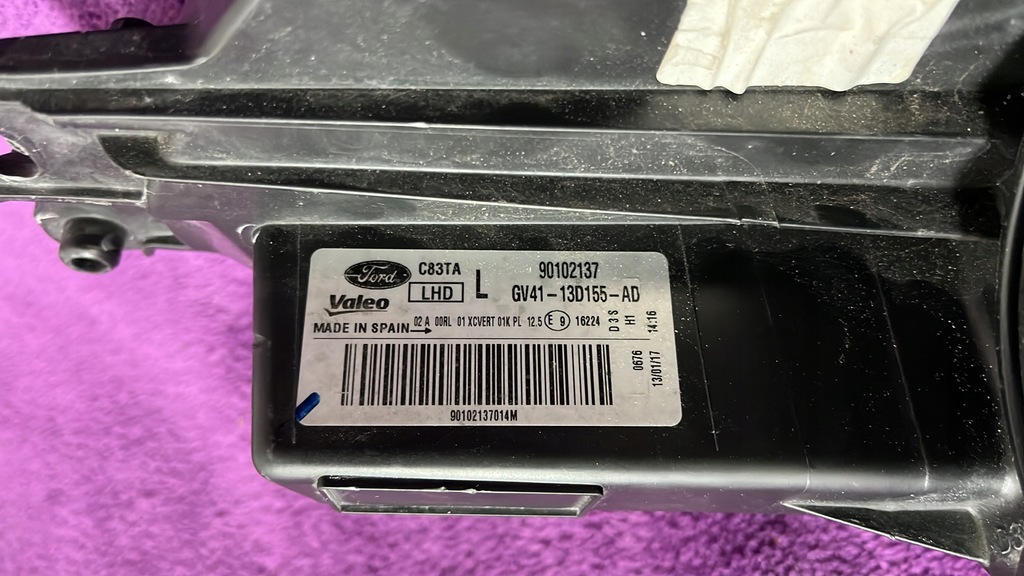 Ford C83TA 90102137
Valeo LHD L GV41-13D155-AD
MADE IN SPAIN 02 A 00RL 01 XCVERT 01K PL 12.5 E 9 16224
D3S
H1
14:16
0676
13/01/17
90102137014M